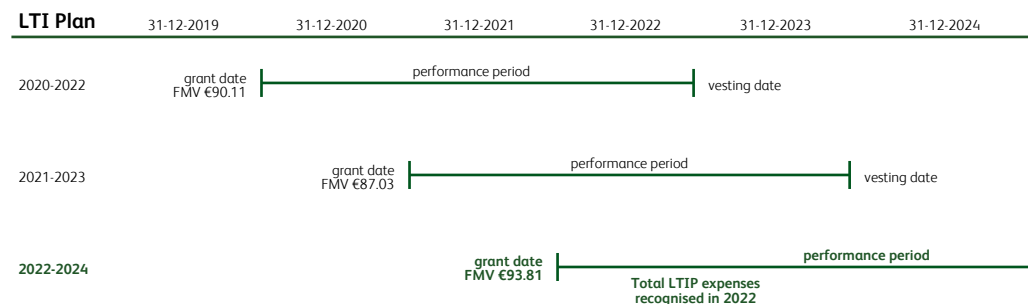 LTI Plan 31-12-2019 31-12-2020 31-12-2021 31-12-2022 31-12-2023 31-12-2024
performance period
grant date
2020-2022 FMV €90.11 vesting date
performance period
grant date
2021-2023 FMV €87.03 vesting date
performance period
grant date
2022-2024 FMV €93.81
Total LTIP expenses
recognised in 2022